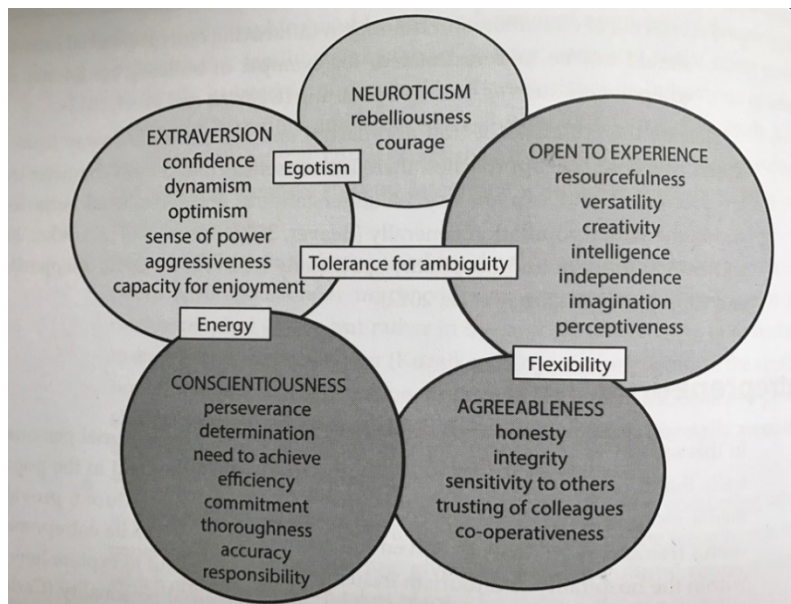 NEUROTICISM
rebelliousness
courage
EXTRAVERSION
confidence
dynamism
optimism
sense of power
aggressiveness
capacity for enjoyment
Egotism
OPEN TO EXPERIENCE
resourcefulness
versatility
creativity
intelligence
independence
imagination
perceptiveness
Tolerance for ambiguity
Energy
Flexibility
CONSCIENTIOUSNESS
perseverance
determination
need to achieve
efficiency
commitment
thoroughness
accuracy
responsibility
AGREEABLENESS
honesty
integrity
sensitivity to others
trusting of colleagues
co-operativeness